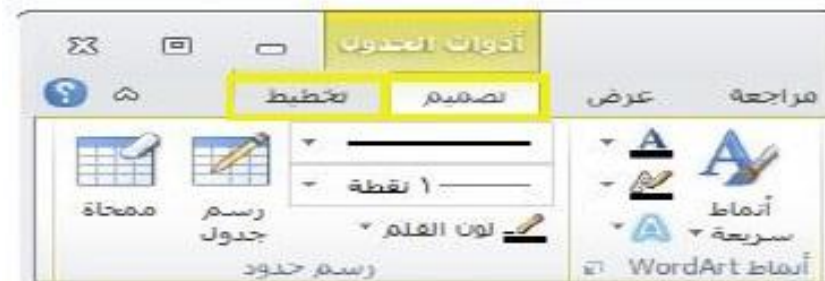 أدوات الجدول
مراجعة عرض تصميم تخطيط
١ نقطة
لون القلم
أنماط سريعة
رسم جدول
ممحاة
أنماط WordArt
رسم حدود